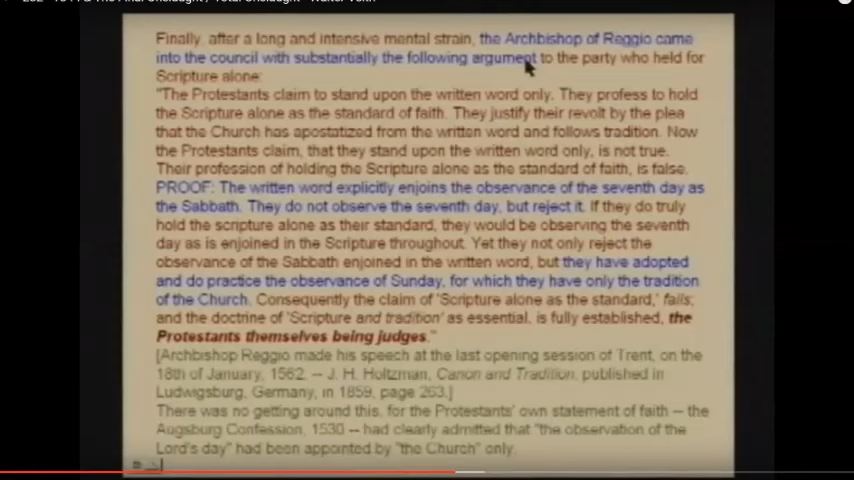 Finally, after a long and intensive mental strain, the Archbishop of Reggio came
into the council with substantially the following argument to the party who held for
Scripture alone:
"The Protestants claim to stand upon the written word only. They profess to hold
the Scripture alone as the standard of faith. They justify their revolt by the plea
that the Church has apostatized from the written word and follows tradition. Now
the Protestants claim, that they stand upon the written word only, is not true.
Their profession of holding the Scripture alone as the standard of faith, is false.
PROOF: The written word explicitly enjoins the observance of the seventh day as
the Sabbath. They do not observe the seventh day, but reject it. If they do truly
hold the scripture alone as their standard, they would be observing the seventh
day as is enjoined in the Scripture throughout. Yet they not only reject the
observance of the Sabbath enjoined in the written word, but they have adopted
and do practice the observance of Sunday, for which they have only the tradition
of the Church. Consequently the claim of 'Scripture alone as the standard,' fails;
and the doctrine of 'Scripture and tradition' as essential, is fully established, the
Protestants themselves being judges."
[Archbishop Reggio made his speech at the last opening session of Trent, on the
18th of January, 1562. -- J. H. Holtzman, Canon and Tradition, published in
Ludwigsburg, Germany, in 1859, page 263.]
There was no getting around this, for the Protestants' own statement of faith -- the
Augsburg Confession, 1530 -- had clearly admitted that "the observation of the
Lord's day" had been appointed by "the Church" only.